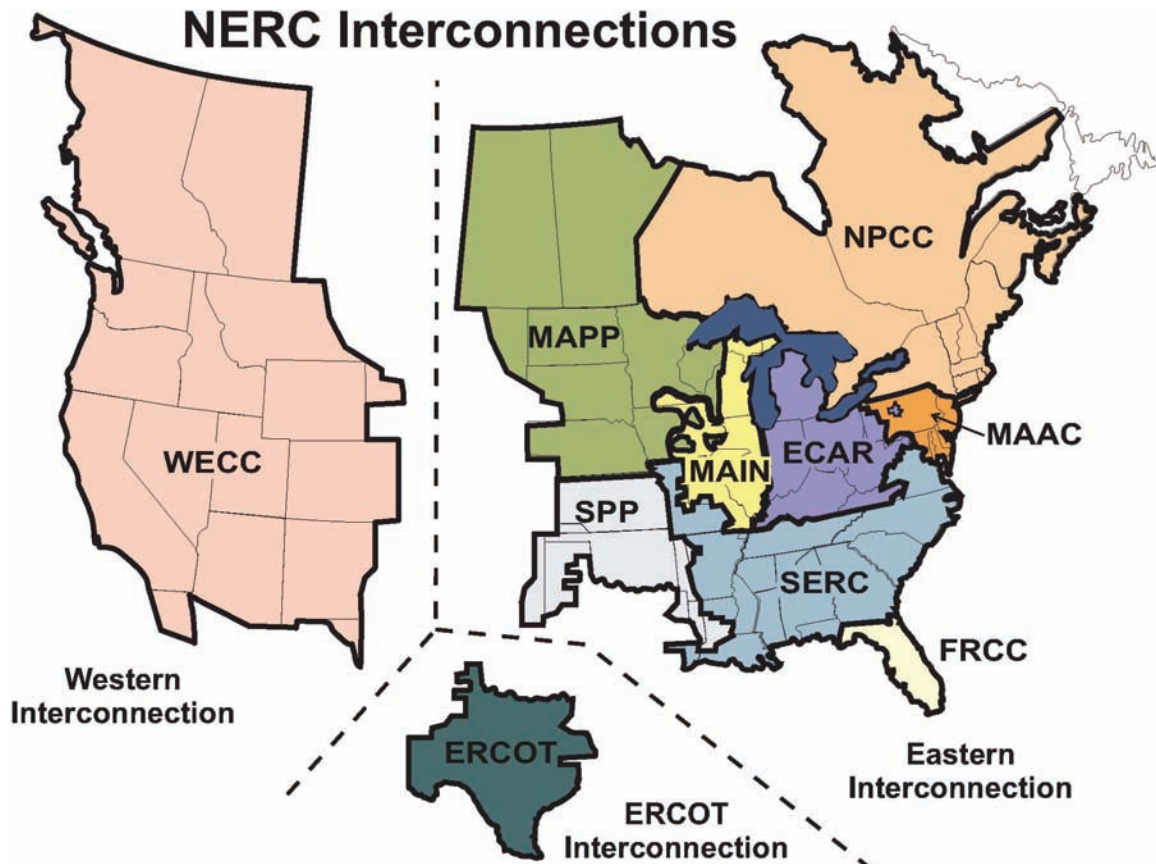 NERC Interconnections
NPCC
MAPP
MAAC
ECAR
WECC
MAIN
SPP
SERC
FRCC
Western
Interconnection
ERCOT
Eastern
Interconnection
ERCOT
Interconnection